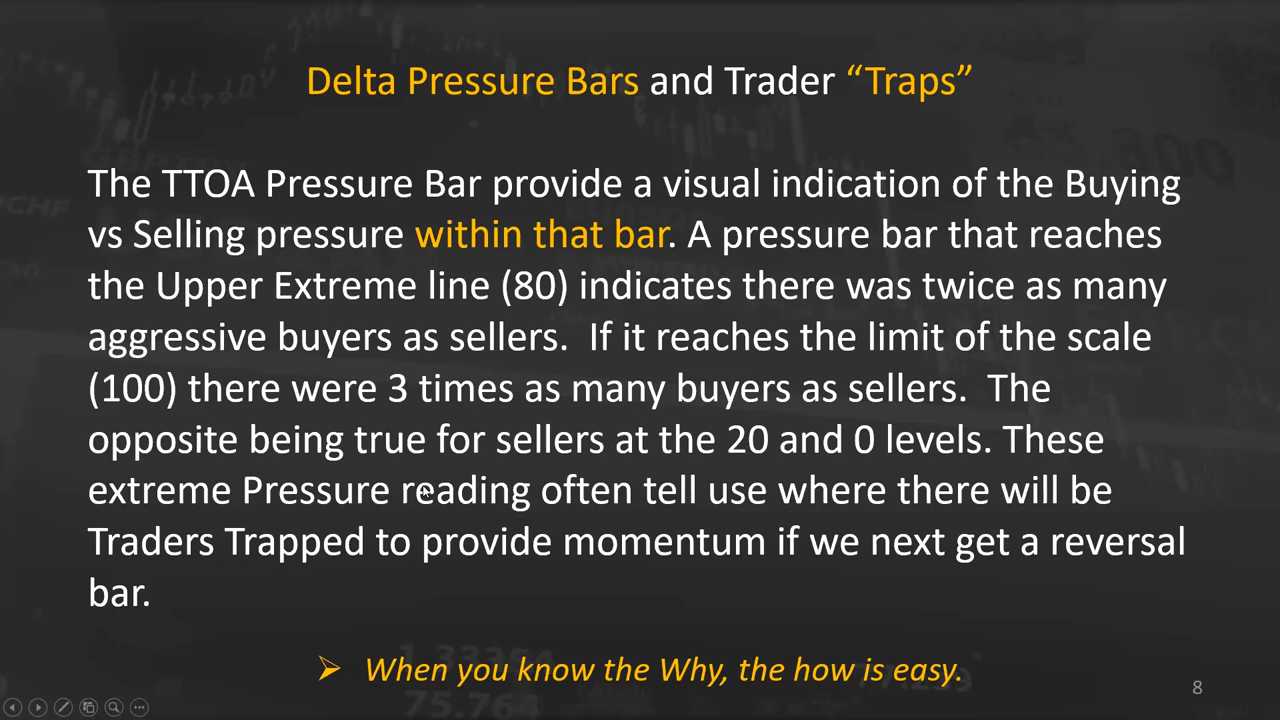 Delta Pressure Bars and Trader “Traps”
The TTOA Pressure Bar provide a visual indication of the Buying
vs Selling pressure within that bar. A pressure bar that reaches
the Upper Extreme line (80) indicates there was twice as many
aggressive buyers as sellers.  If it reaches the limit of the scale
(100) there were 3 times as many buyers as sellers.  The
opposite being true for sellers at the 20 and 0 levels. These
extreme Pressure reading often tell use where there will be
Traders Trapped to provide momentum if we next get a reversal
bar.
➢ When you know the Why, the how is easy.
8
1.33354
75.764